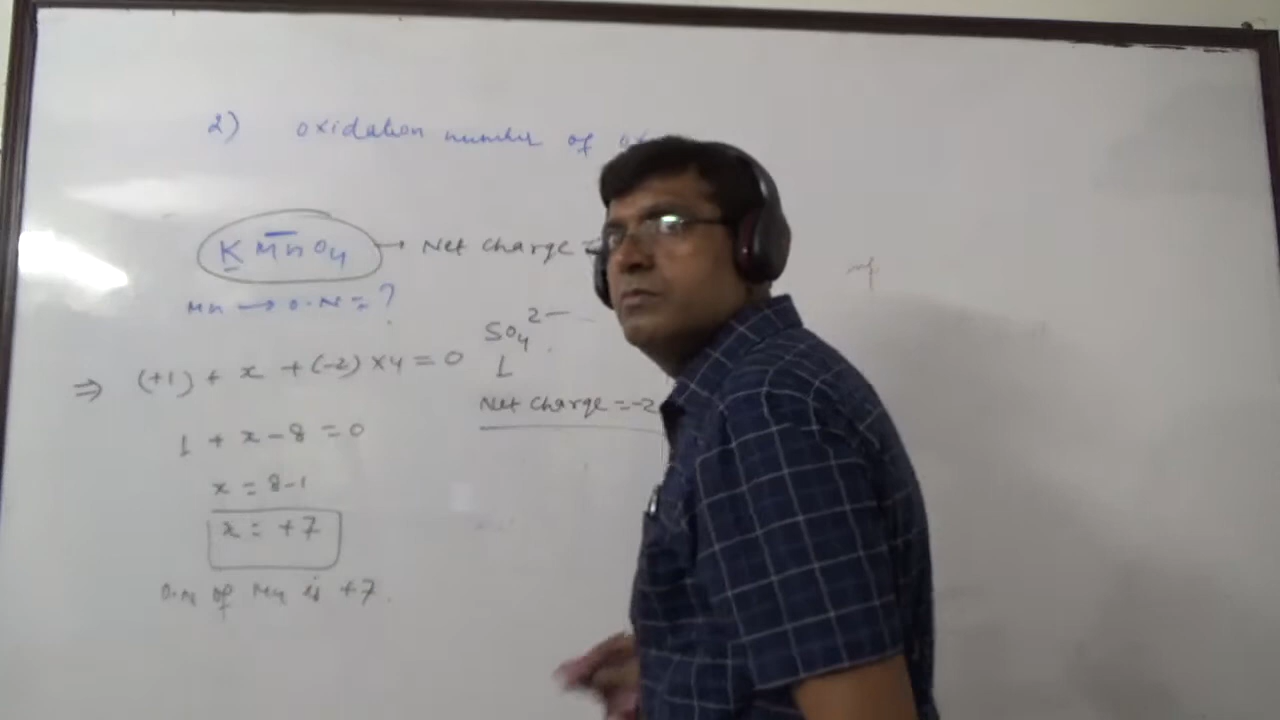 2) oxidation number of
KMnO4 → Net Charge =
Mn → O.N = ?
SO4 2-
⇒ (+1) + x + (-2) x 4 = 0
Net Charge = -2
1 + x - 8 = 0
x = 8-1
x = +7
O.N of Mn is +7.